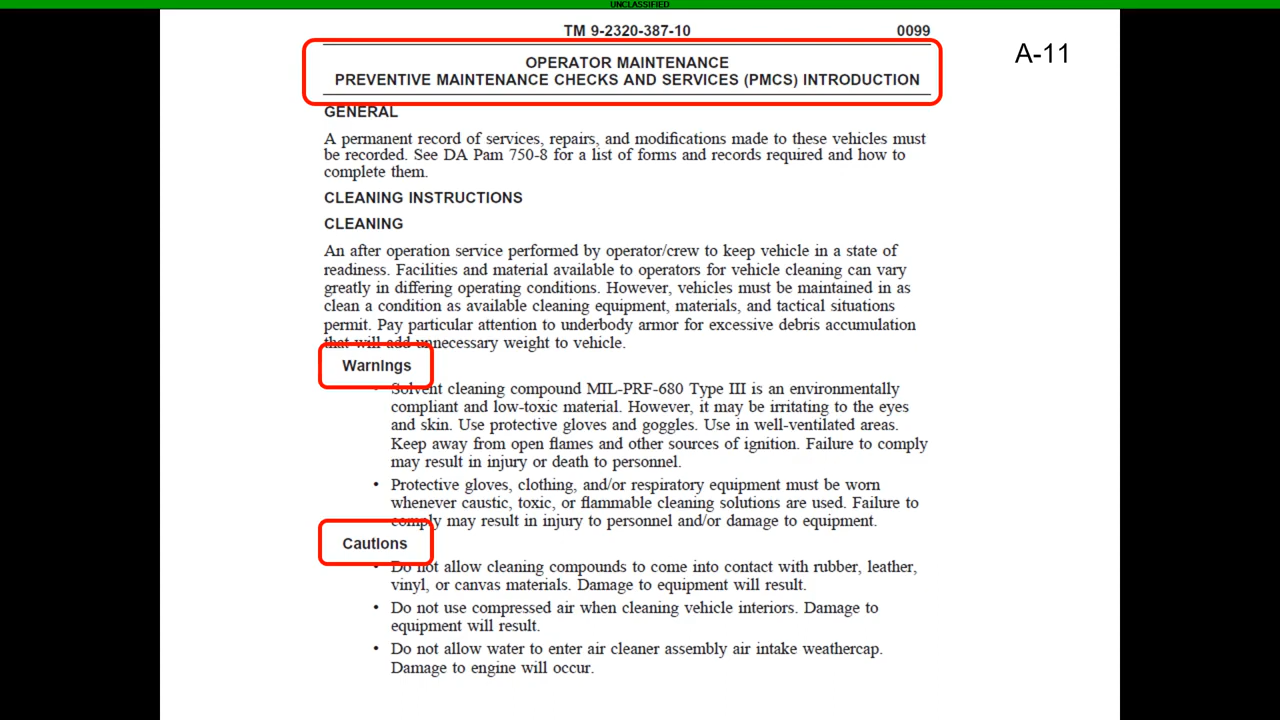 UNCLASSIFIED
TM 9-2320-387-10 0099
A-11
OPERATOR MAINTENANCE
PREVENTIVE MAINTENANCE CHECKS AND SERVICES (PMCS) INTRODUCTION
GENERAL
A permanent record of services, repairs, and modifications made to these vehicles must
be recorded. See DA Pam 750-8 for a list of forms and records required and how to
complete them.
CLEANING INSTRUCTIONS
CLEANING
An after operation service performed by operator/crew to keep vehicle in a state of
readiness. Facilities and material available to operators for vehicle cleaning can vary
greatly in differing operating conditions. However, vehicles must be maintained in as
clean a condition as available cleaning equipment, materials, and tactical situations
permit. Pay particular attention to underbody armor for excessive debris accumulation
that will add unnecessary weight to vehicle.
Warnings
• Solvent cleaning compound MIL-PRF-680 Type III is an environmentally
compliant and low-toxic material. However, it may be irritating to the eyes
and skin. Use protective gloves and goggles. Use in well-ventilated areas.
Keep away from open flames and other sources of ignition. Failure to comply
may result in injury or death to personnel.
• Protective gloves, clothing, and/or respiratory equipment must be worn
whenever caustic, toxic, or flammable cleaning solutions are used. Failure to
comply may result in injury to personnel and/or damage to equipment.
Cautions
• Do not allow cleaning compounds to come into contact with rubber, leather,
vinyl, or canvas materials. Damage to equipment will result.
• Do not use compressed air when cleaning vehicle interiors. Damage to
equipment will result.
• Do not allow water to enter air cleaner assembly air intake weathercap.
Damage to engine will occur.